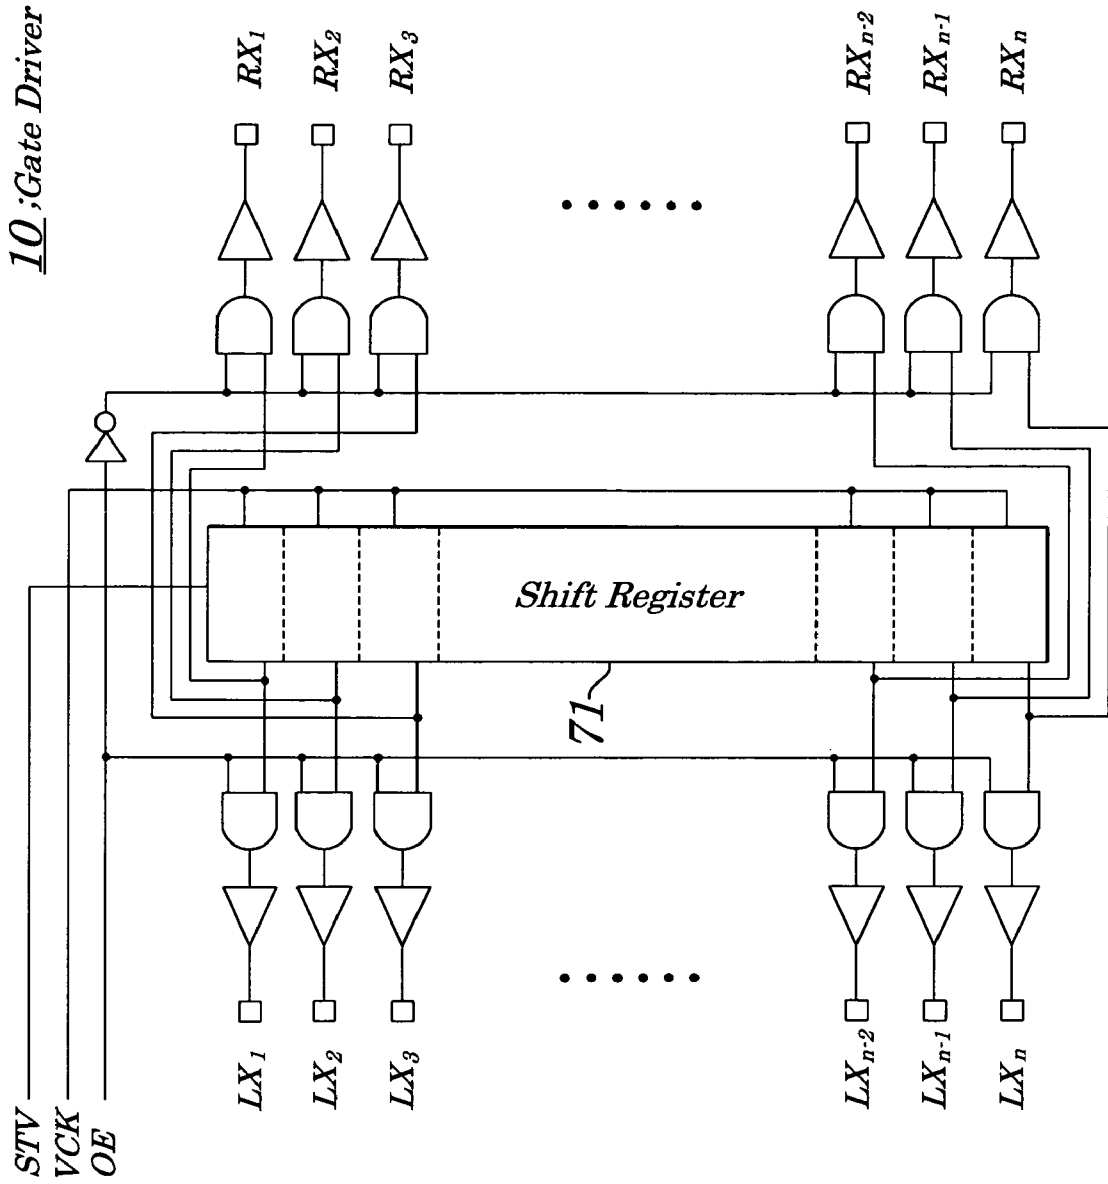 10 ;Gate Driver
STV
VCK
OE
LX1
LX2
LX3
LXn-2
LXn-1
LXn
Shift Register
71
RX1
RX2
RX3
RXn-2
RXn-1
RXn